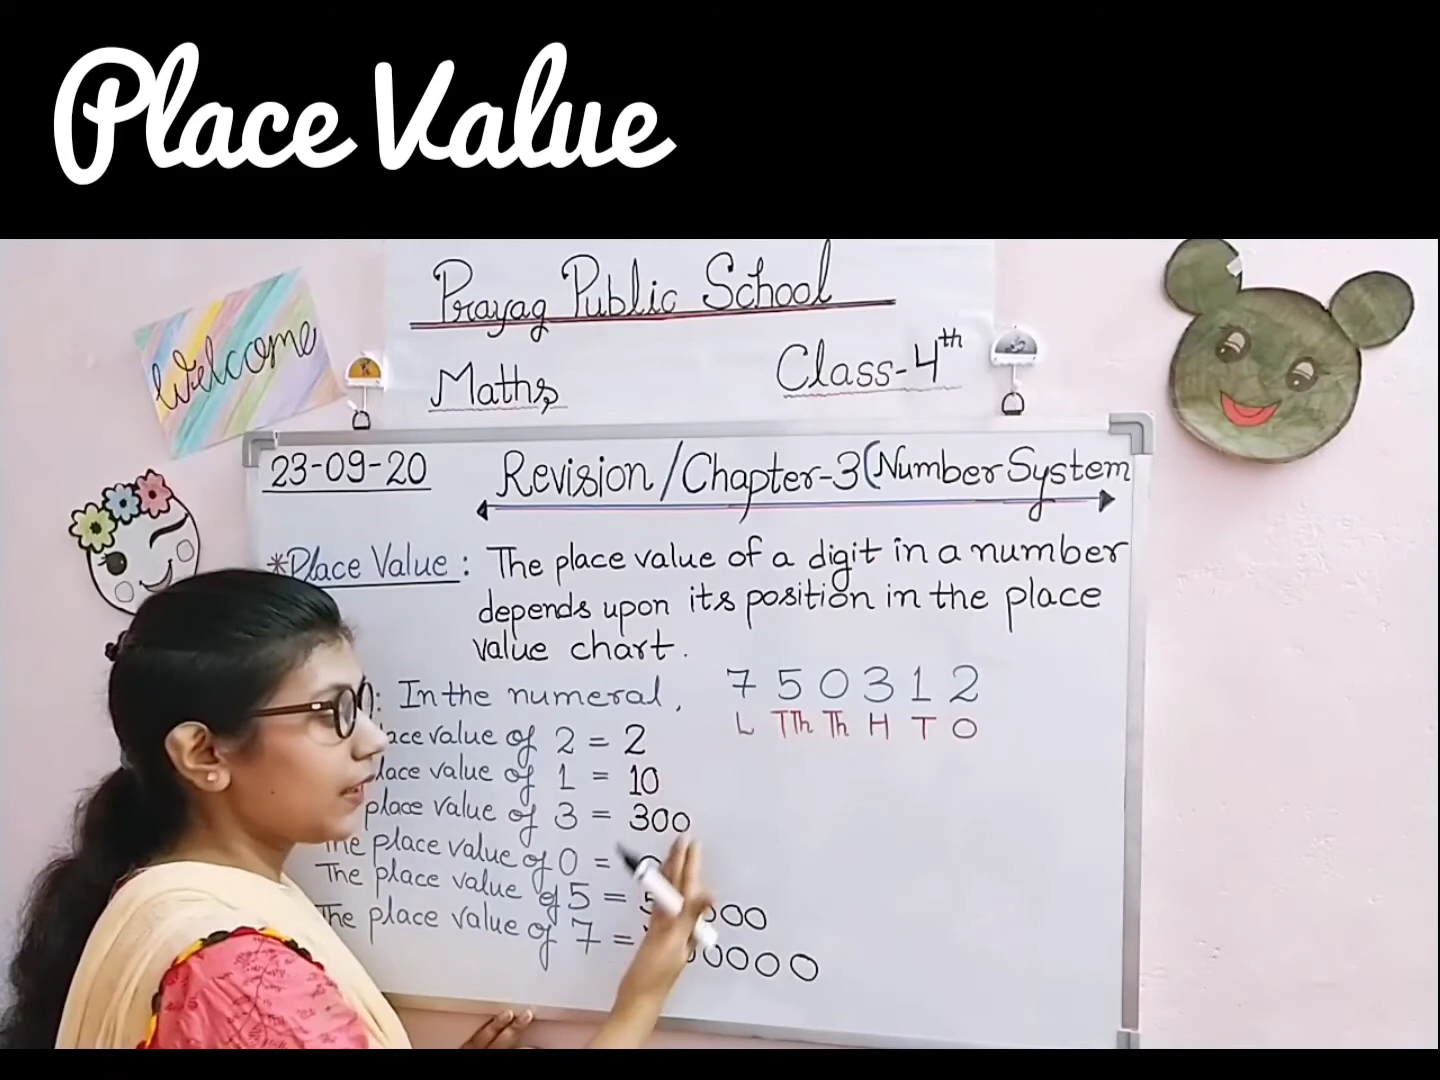 Place Value
Prayag Public School
Welcome
Maths
Class-4th
23-09-20
Revision/Chapter-3(Number System
*Place Value: The place value of a digit in a number
depends upon its position in the place
value chart.
: In the numeral, 7 5 0 3 1 2
L TTh Th H T O
value of 2 = 2
place value of 1 = 10
place value of 3 = 300
The place value of 0 =
The place value of 5 =
The place value of 7 =